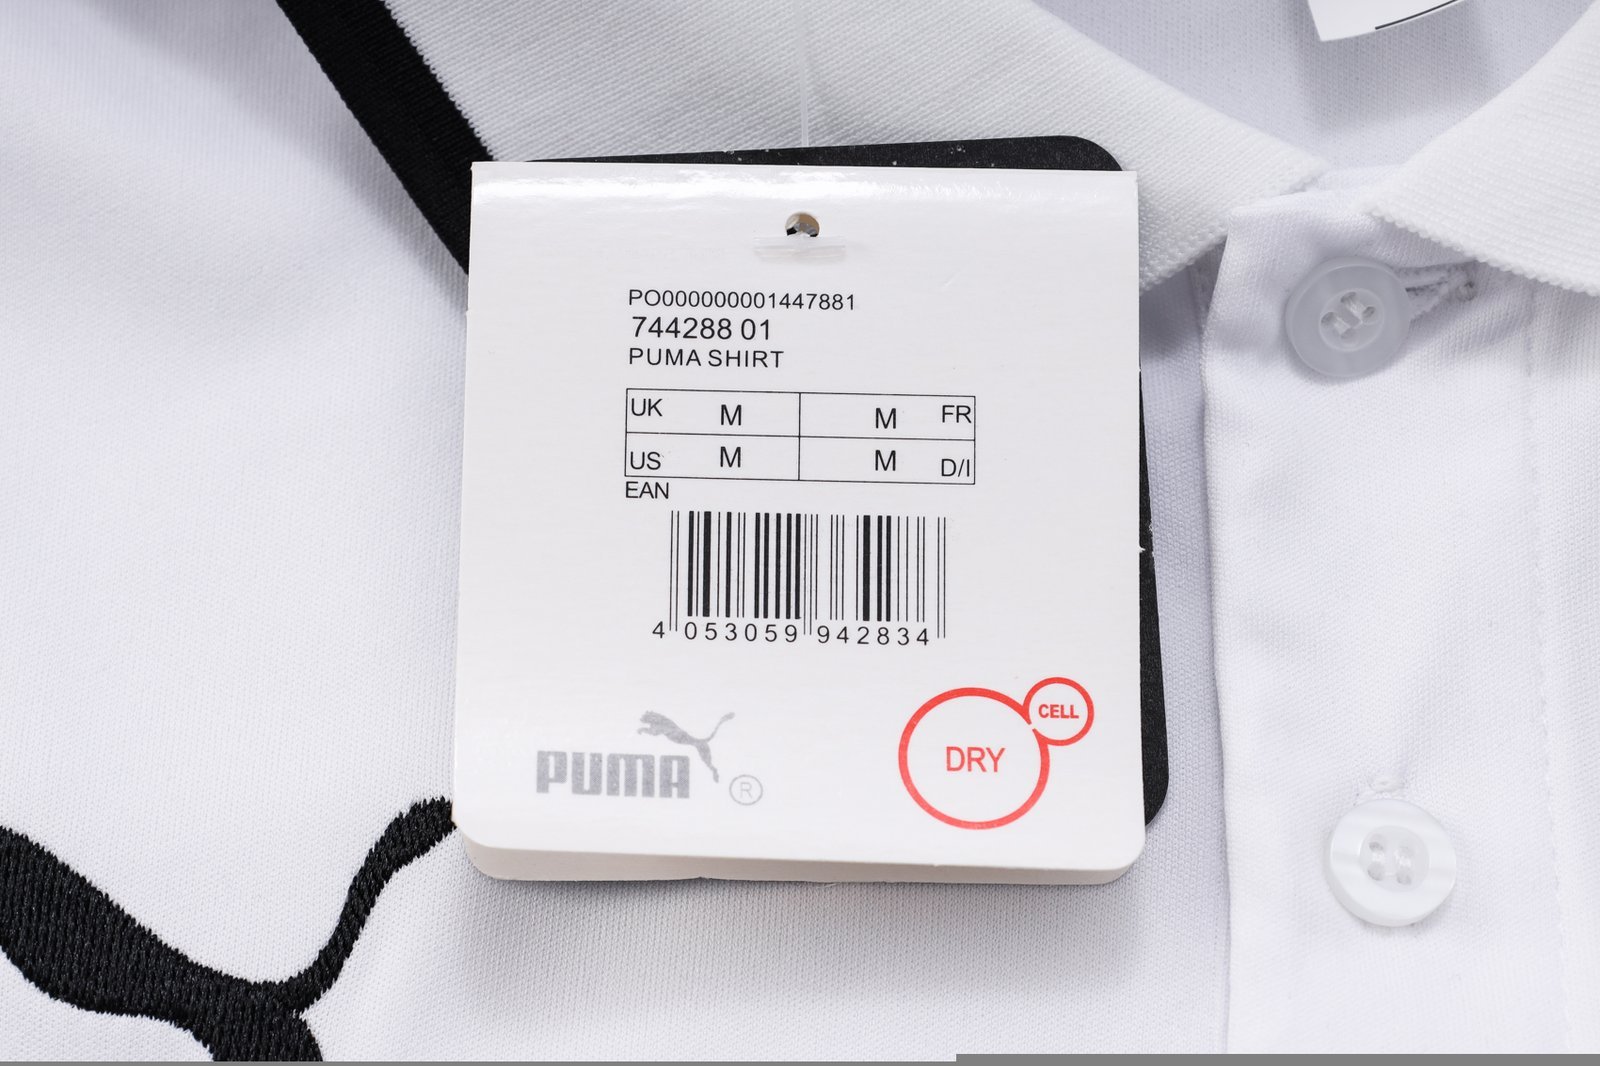 PO000000001447881
744288 01
PUMA SHIRT
UK M M FR
US M M D/I
EAN
4 053059 942834
CELL
DRY
PUMA ®